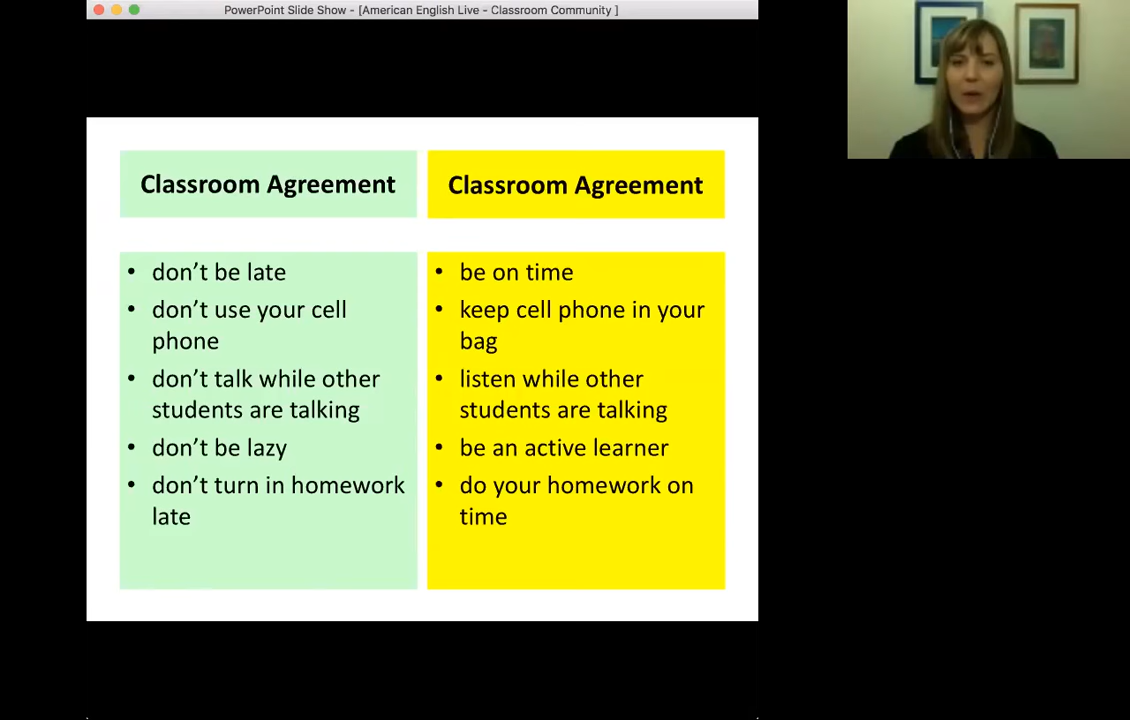 PowerPoint Slide Show - [American English Live - Classroom Community ]
Classroom Agreement
• don’t be late
• don’t use your cell
phone
• don’t talk while other
students are talking
• don’t be lazy
• don’t turn in homework
late
Classroom Agreement
• be on time
• keep cell phone in your
bag
• listen while other
students are talking
• be an active learner
• do your homework on
time